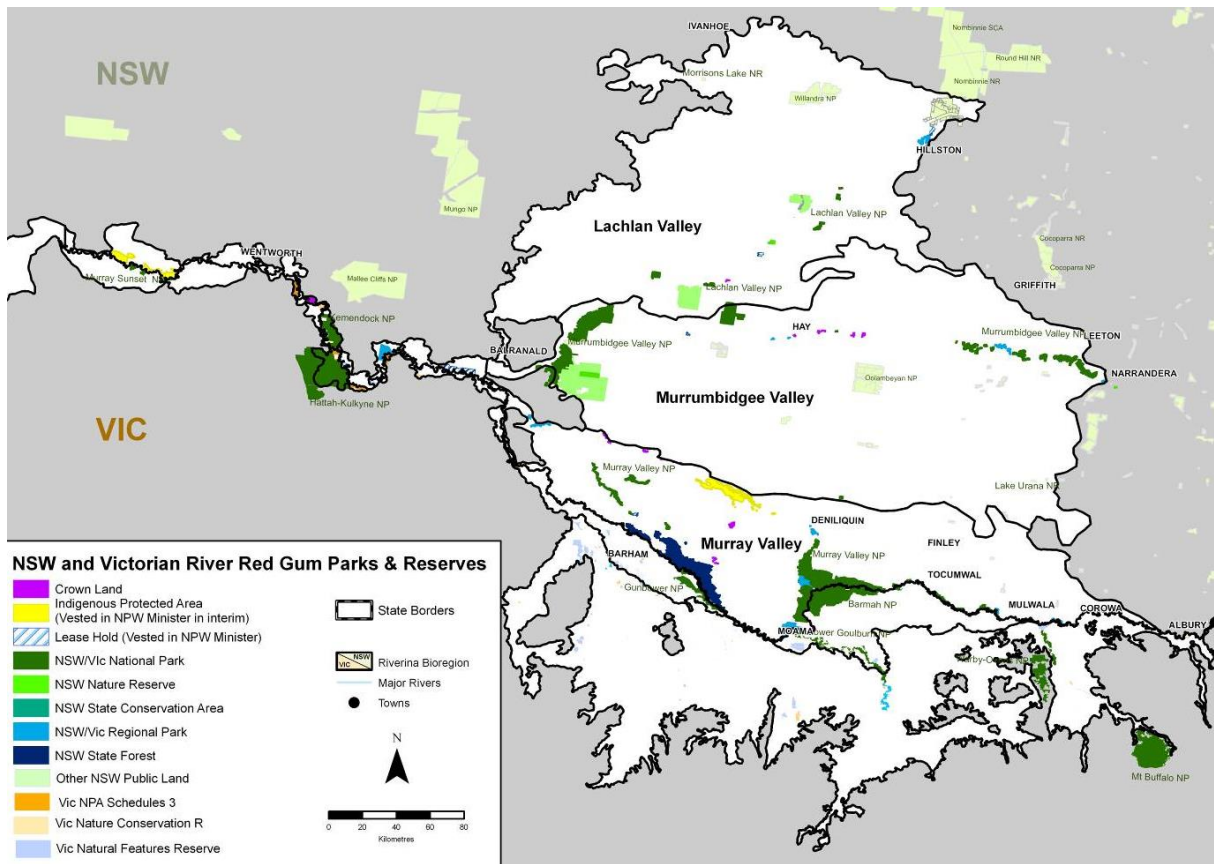 IVANHOE
Nombinnie SCA
NSW
Round Hill NR
Morrisons Lake NR
Nombinnie NR
Willandra NP
HILLSTON
Mungo NP
Lachlan Valley NP
Lachlan Valley
Cocoparra NR
WENTWORTH
Cocoparra NP
Murray Sunset N
Mallee Cliffs NP
GRIFFITH
Lachlan Valley NP
Kemendock NP
HAY
Murrumbidgee Valley NP
LEETON
BALRANALD
Murrumbidgee Valley NP
NARRANDERA
Oolambeyan NP
Hattah-Kulkyne NP
Murrumbidgee Valley
VIC
Murray Valley NP
Lake Urana NR
DENILIQUIN
FINLEY
BARHAM
Murray Valley
Murray Valley NP
TOCUMWAL
Gunbower NP
Barmah NP
MULWALA
COROWA
ALBURY
MOAMA
Lower Goulburn NP
Mt Buffalo NP
NSW and Victorian River Red Gum Parks & Reserves
Crown Land
Indigenous Protected Area
(Vested in NPW Minister in interim)
Lease Hold (Vested in NPW Minister)
NSW/VIc National Park
NSW Nature Reserve
NSW State Conservation Area
NSW/Vic Regional Park
NSW State Forest
Other NSW Public Land
Vic NPA Schedules 3
Vic Nature Conservation R
Vic Natural Features Reserve
State Borders
NSW
VIC
Riverina Bioregion
Major Rivers
Towns
N
0 20 40 60 80
Kilometres